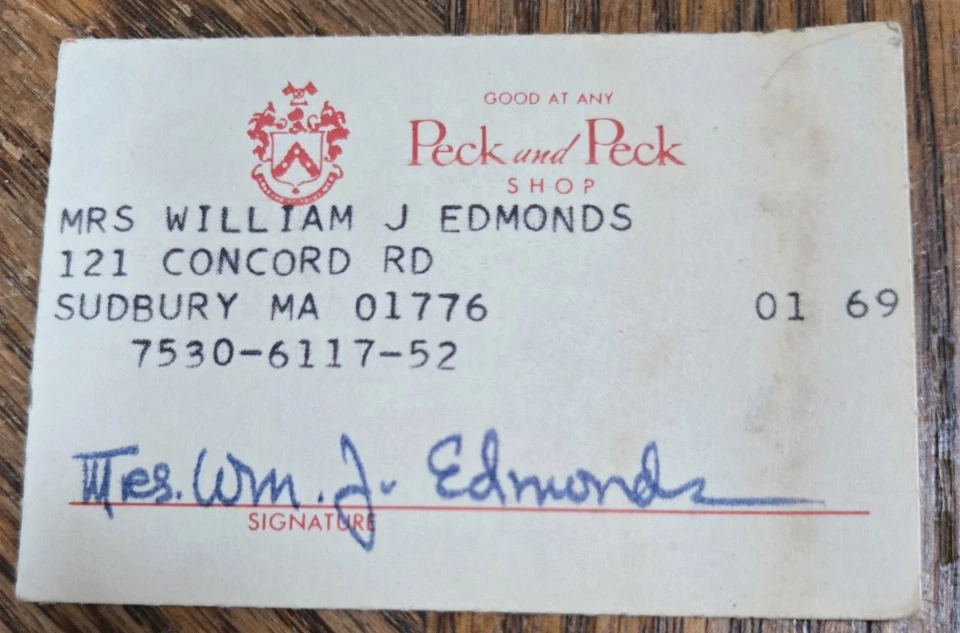 GOOD AT ANY
Peck and Peck
SHOP
MRS WILLIAM J EDMONDS
121 CONCORD RD
SUDBURY MA 01776 01 69
7530-6117-52
Mrs. Wm. J. Edmonds
SIGNATURE